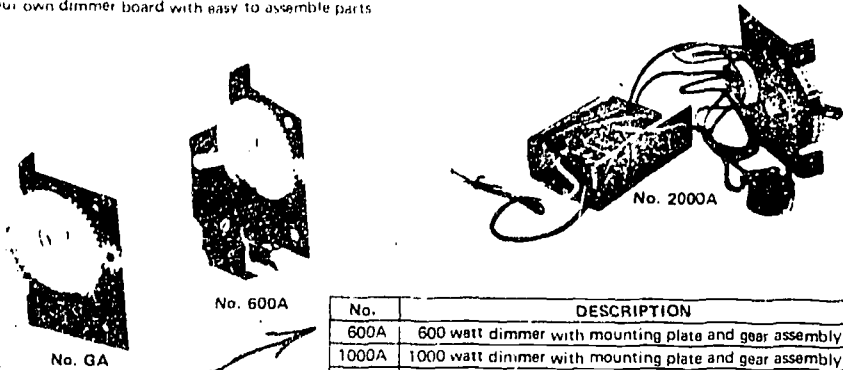 own dimmer board with easy to assemble parts
No. 2000A
No. 600A
No. GA
No. DESCRIPTION
600A 600 watt dimmer with mounting plate and gear assembly
1000A 1000 watt dimmer with mounting plate and gear assembly